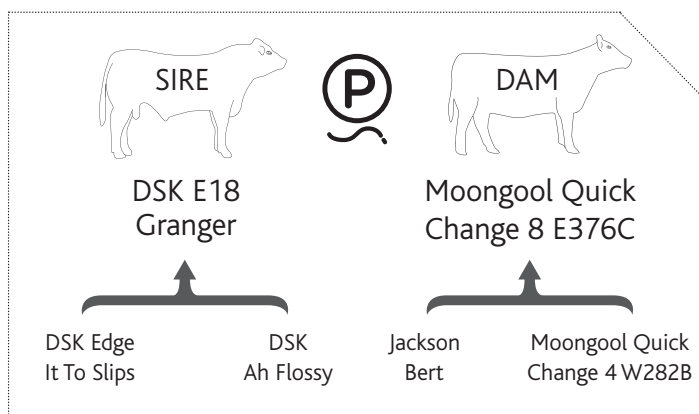 SIRE
P
DAM
DSK E18
Granger
Moongool Quick
Change 8 E376C
DSK Edge
It To Slips
DSK
Ah Flossy
Jackson
Bert
Moongool Quick
Change 4 W282B